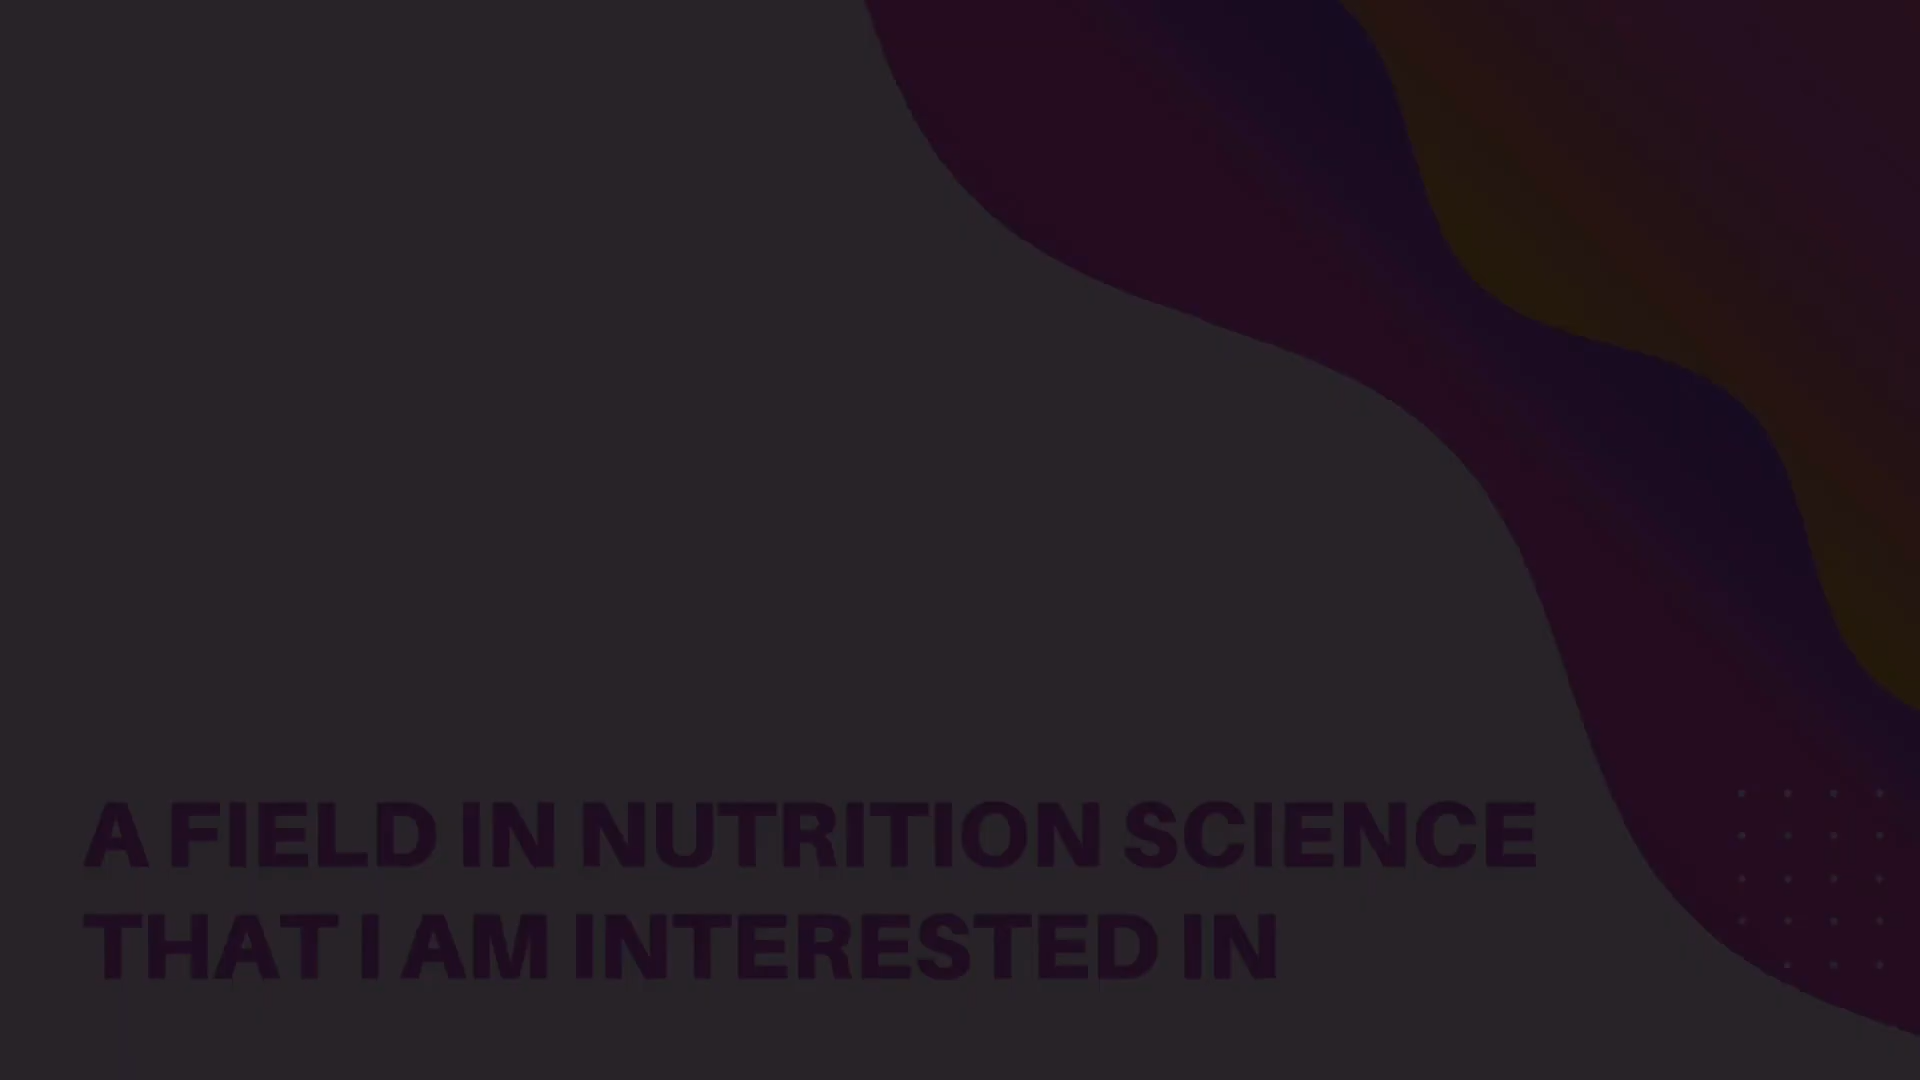 A FIELD IN NUTRITION SCIENCE
THAT I AM INTERESTED IN